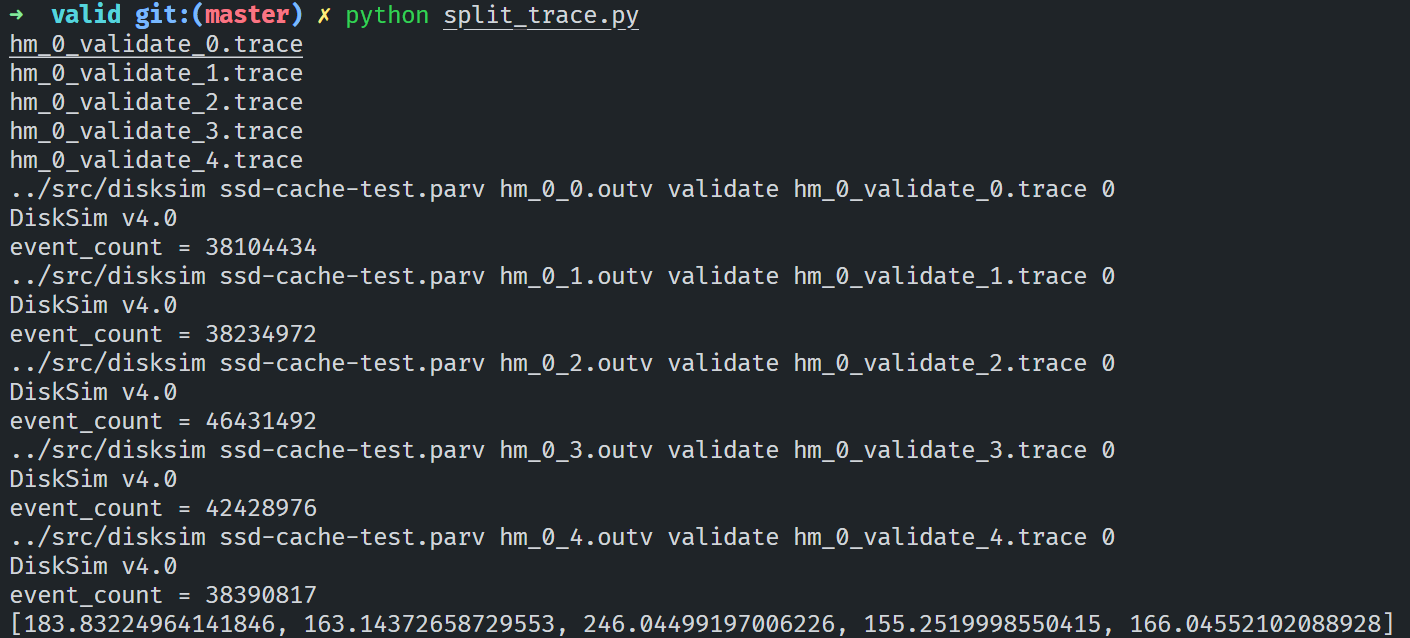 ➜ valid git:(master) ✗ python split_trace.py
hm_0_validate_0.trace
hm_0_validate_1.trace
hm_0_validate_2.trace
hm_0_validate_3.trace
hm_0_validate_4.trace
../src/disksim ssd-cache-test.parv hm_0_0.outv validate hm_0_validate_0.trace 0
DiskSim v4.0
event_count = 38104434
../src/disksim ssd-cache-test.parv hm_0_1.outv validate hm_0_validate_1.trace 0
DiskSim v4.0
event_count = 38234972
../src/disksim ssd-cache-test.parv hm_0_2.outv validate hm_0_validate_2.trace 0
DiskSim v4.0
event_count = 46431492
../src/disksim ssd-cache-test.parv hm_0_3.outv validate hm_0_validate_3.trace 0
DiskSim v4.0
event_count = 42428976
../src/disksim ssd-cache-test.parv hm_0_4.outv validate hm_0_validate_4.trace 0
DiskSim v4.0
event_count = 38390817
[183.83224964141846, 163.14372658729553, 246.04499197006226, 155.2519998550415, 166.04552102088928]